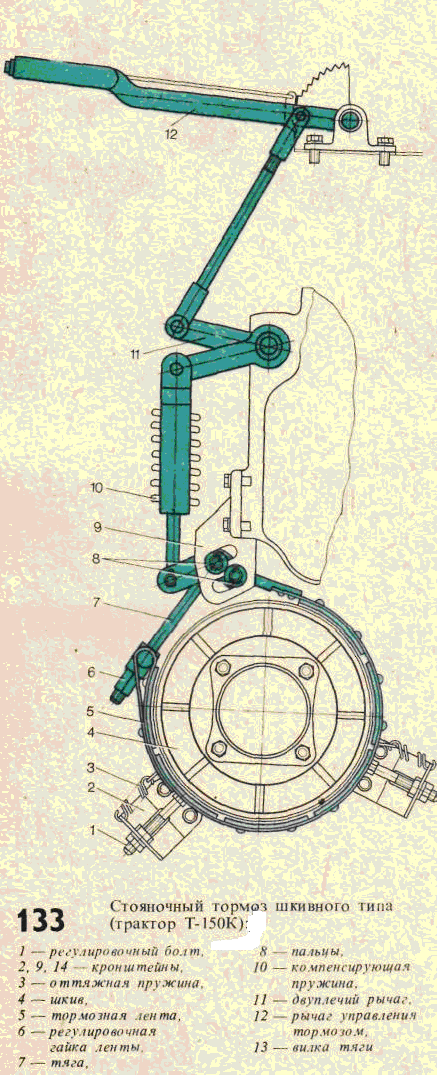 12
11
10
9
8
7
6
5
4
3
2
1
133
Стояночный тормоз шкивного типа
(трактор Т-150К):
1 — регулировочный болт,
2, 9, 14 — кронштейны,
3 — оттяжная пружина,
4 — шкив,
5 — тормозная лента,
6 — регулировочная
гайка ленты,
7 — тяга,
8 — пальцы,
10 — компенсирующая
пружина,
11 — двуплечий рычаг,
12 — рычаг управления
тормозом,
13 — вилка тяги